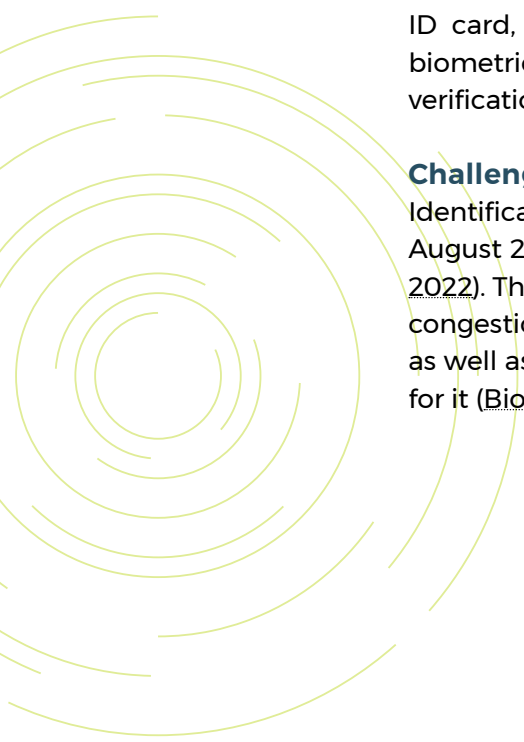 ID card,
biometric
verificatio
Challeng
Identifica
August 2
2022). Th
congestio
as well as
for it (Bio